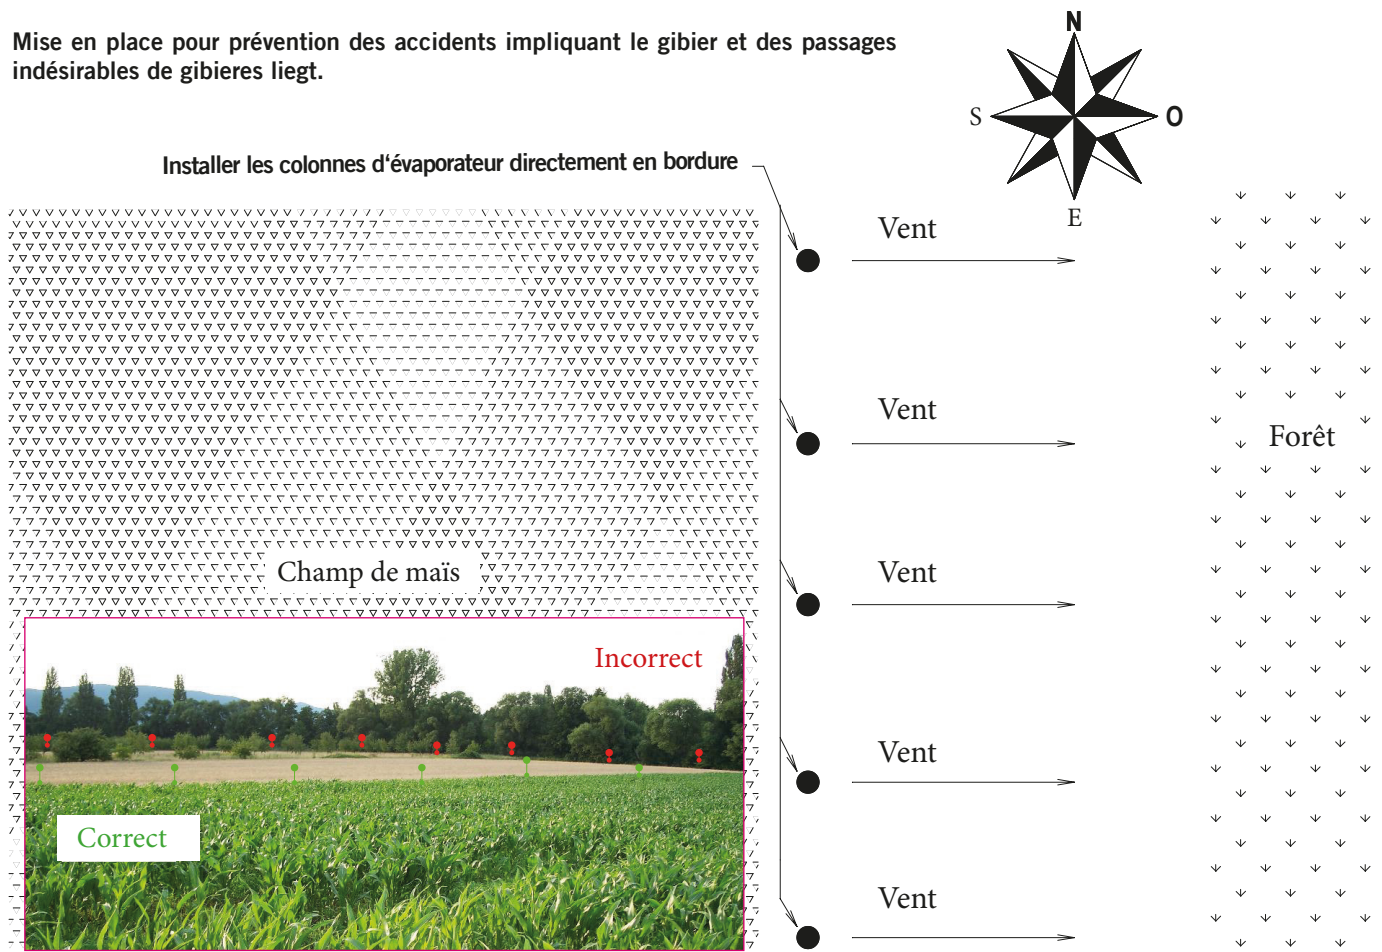 Mise en place pour prévention des accidents impliquant le gibier et des passages
indésirables de gibieres liegt.
N
S
O
E
Installer les colonnes d‘évaporateur directement en bordure
Vent
Vent
Forêt
Vent
Champ de maïs
Incorrect
Vent
Correct
Vent